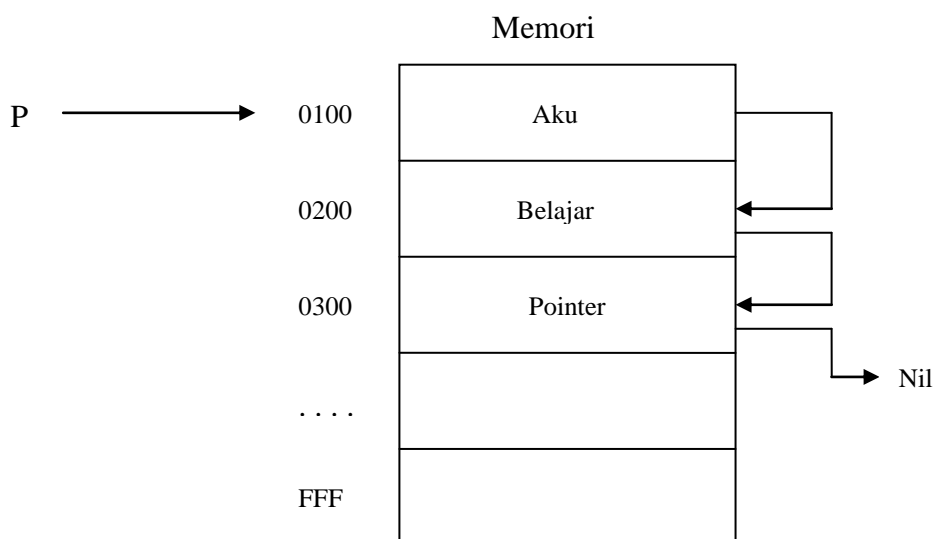 Memori
P
0100
Aku
0200
Belajar
0300
Pointer
Nil
. . . .
FFF